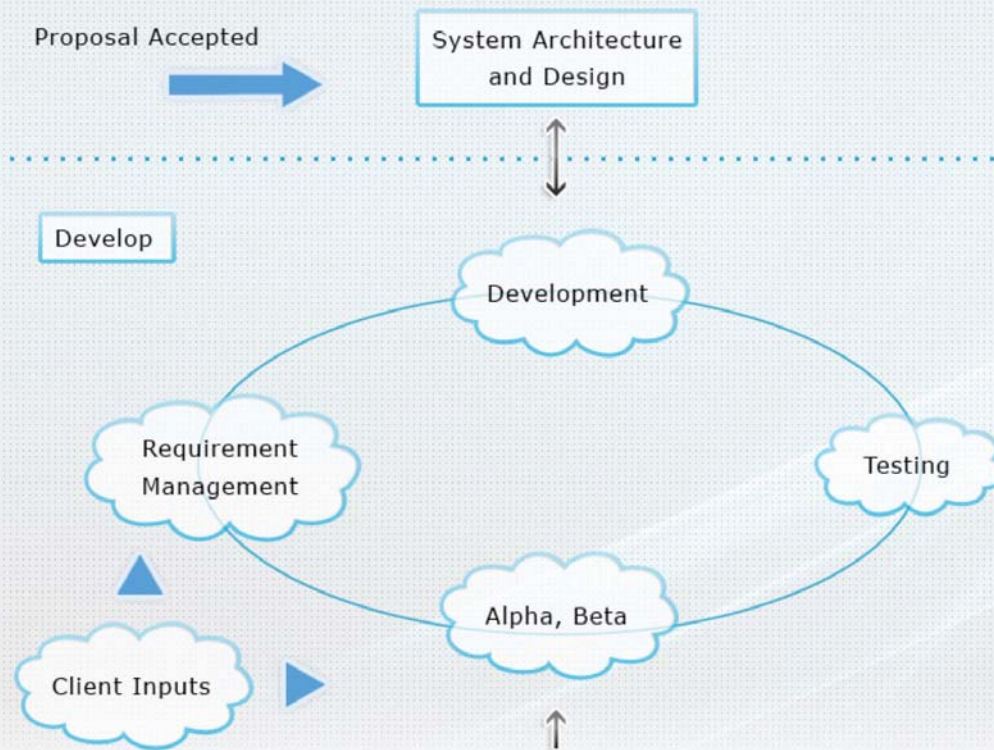 Proposal Accepted
System Architecture
and Design
Develop
Development
Requirement
Management
Testing
Alpha, Beta
Client Inputs